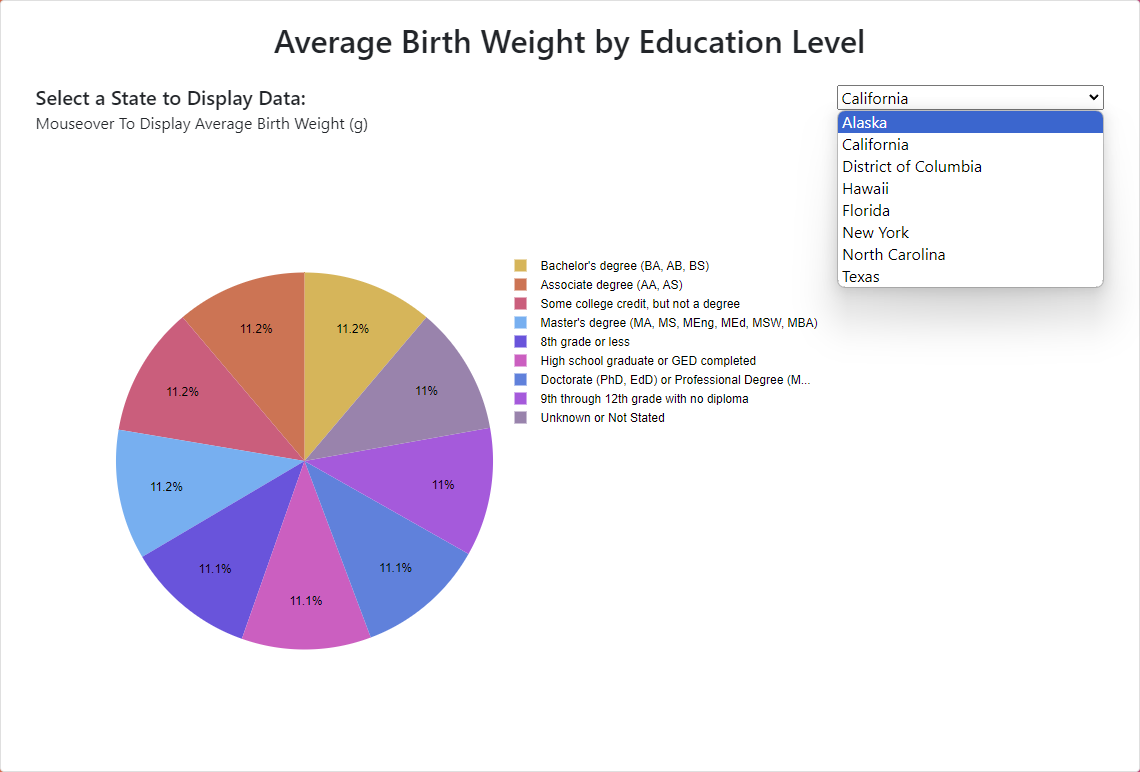 Average Birth Weight by Education Level
Select a State to Display Data:
Mouseover To Display Average Birth Weight (g)
California
Alaska
California
District of Columbia
Hawaii
Florida
New York
North Carolina
Texas
Bachelor's degree (BA, AB, BS)
Associate degree (AA, AS)
Some college credit, but not a degree
Master's degree (MA, MS, MEng, MEd, MSW, MBA)
8th grade or less
High school graduate or GED completed
Doctorate (PhD, EdD) or Professional Degree (M...
9th through 12th grade with no diploma
Unknown or Not Stated
11.2%
11.2%
11%
11.2%
11%
11.2%
11.1%
11.1%
11.1%